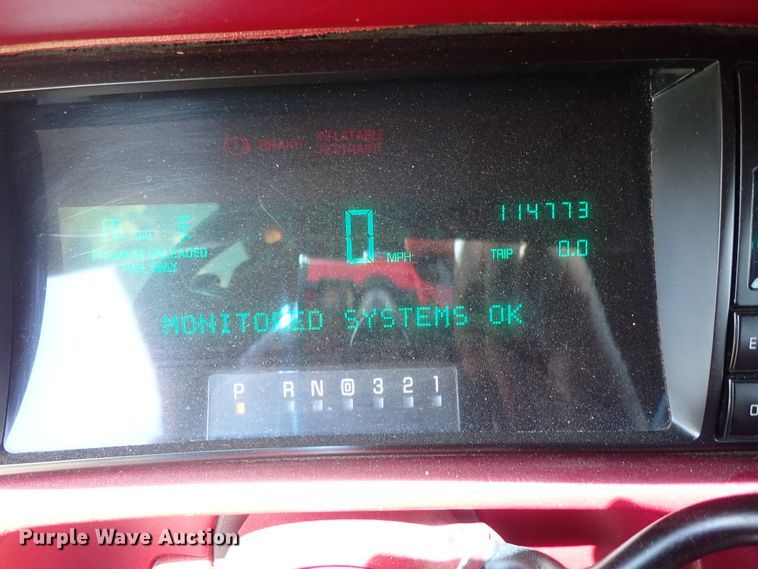 BRAKE INFLATABLE
RESTRAINT
114773
GAL E
0 MPH
TRIP 0.0
PREMIUM UNLEADED
FUEL ONLY
MONITORED SYSTEMS OK
P R N D 3 2 1
E
Purple Wave Auction